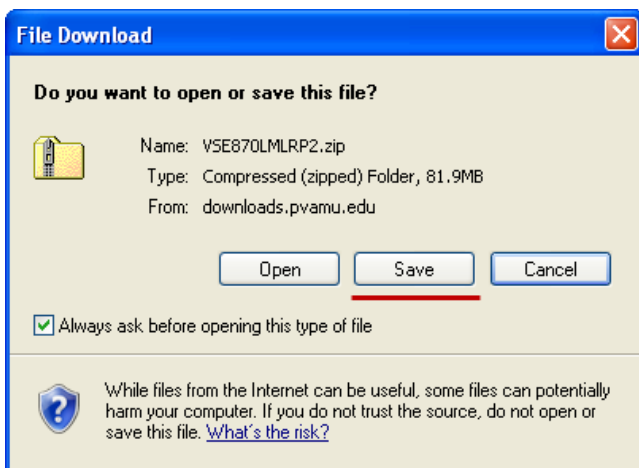 File Download
Do you want to open or save this file?
Name: VSE870LMLRP2.zip
Type: Compressed (zipped) Folder, 81.9MB
From: downloads.pvamu.edu
Open Save Cancel
Always ask before opening this type of file
While files from the Internet can be useful, some files can potentially
harm your computer. If you do not trust the source, do not open or
save this file. What's the risk?